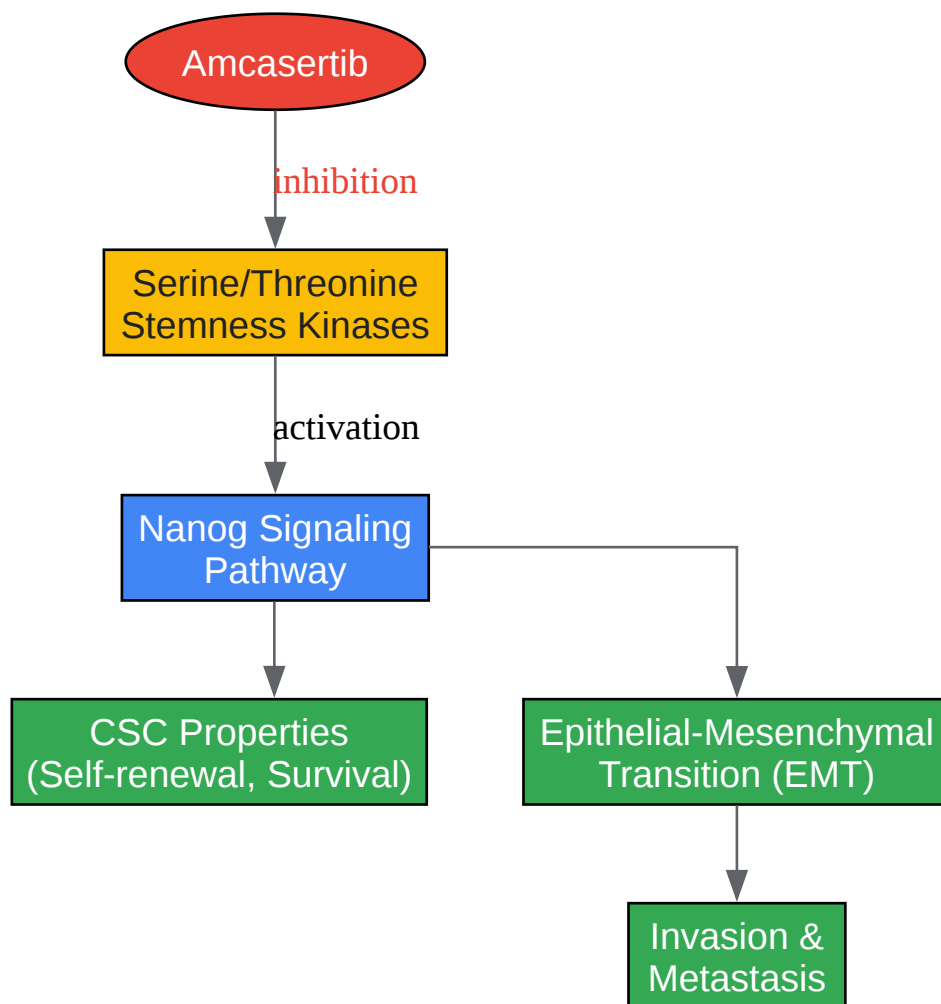 Amcasertib
inhibition
Serine/Threonine
Stemness Kinases
activation
Nanog Signaling
Pathway
CSC Properties
(Self-renewal, Survival)
Epithelial-Mesenchymal
Transition (EMT)
Invasion &
Metastasis